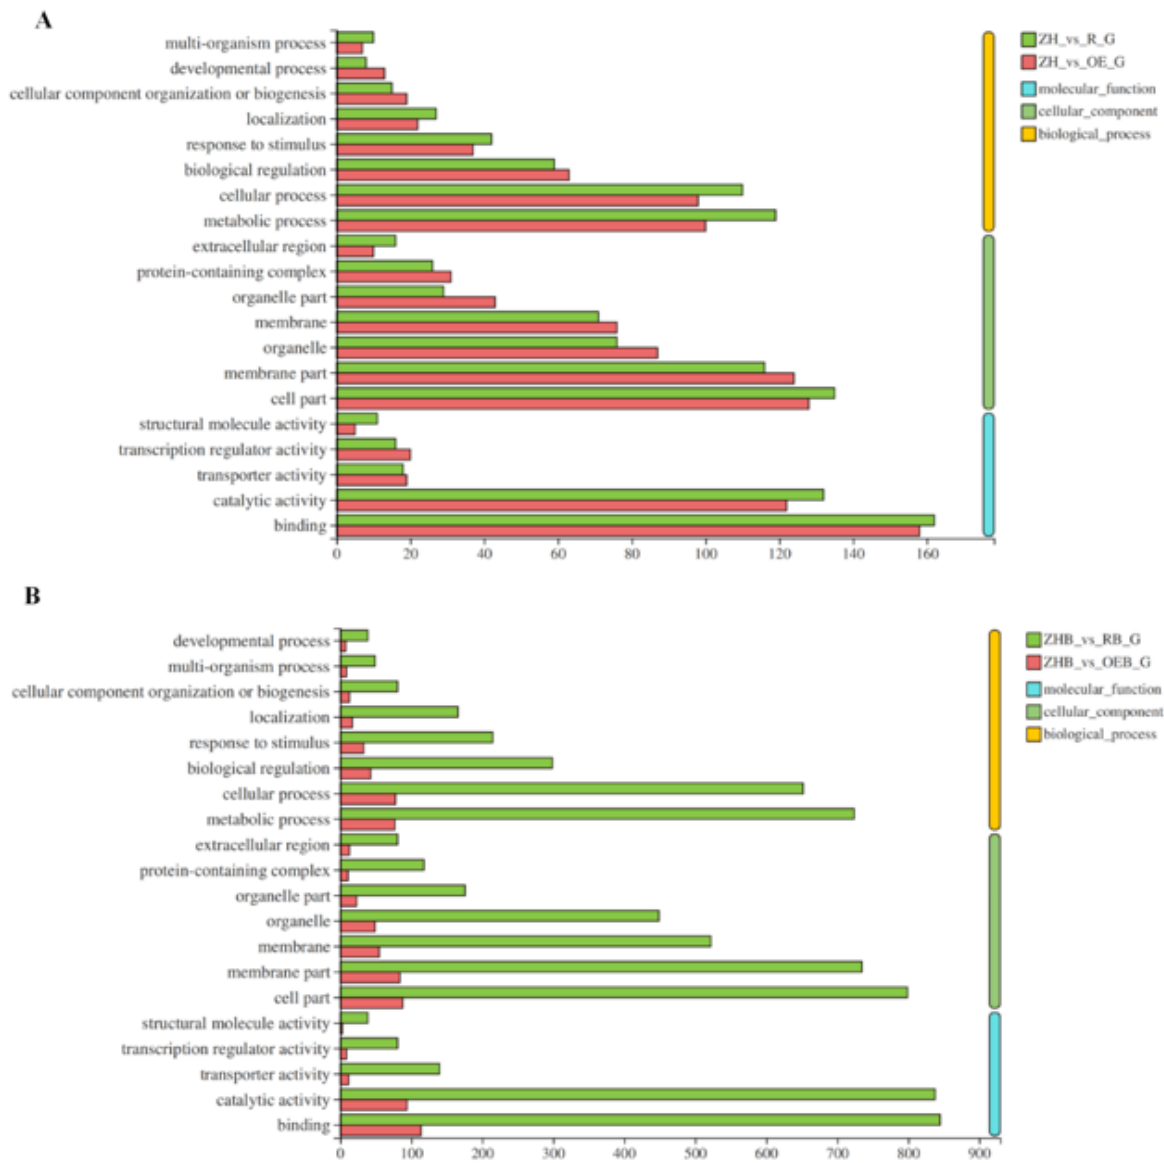 A
multi-organism process
developmental process
cellular component organization or biogenesis
localization
response to stimulus
biological regulation
cellular process
metabolic process
extracellular region
protein-containing complex
organelle part
membrane
organelle
membrane part
cell part
structural molecule activity
transcription regulator activity
transporter activity
catalytic activity
binding
0 20 40 60 80 100 120 140 160
ZH_vs_R_G
ZH_vs_OE_G
molecular_function
cellular_component
biological_process
B
developmental process
multi-organism process
cellular component organization or biogenesis
localization
response to stimulus
biological regulation
cellular process
metabolic process
extracellular region
protein-containing complex
organelle part
organelle
membrane
membrane part
cell part
structural molecule activity
transcription regulator activity
transporter activity
catalytic activity
binding
0 100 200 300 400 500 600 700 800 900
ZHB_vs_RB_G
ZHB_vs_OEB_G
molecular_function
cellular_component
biological_process